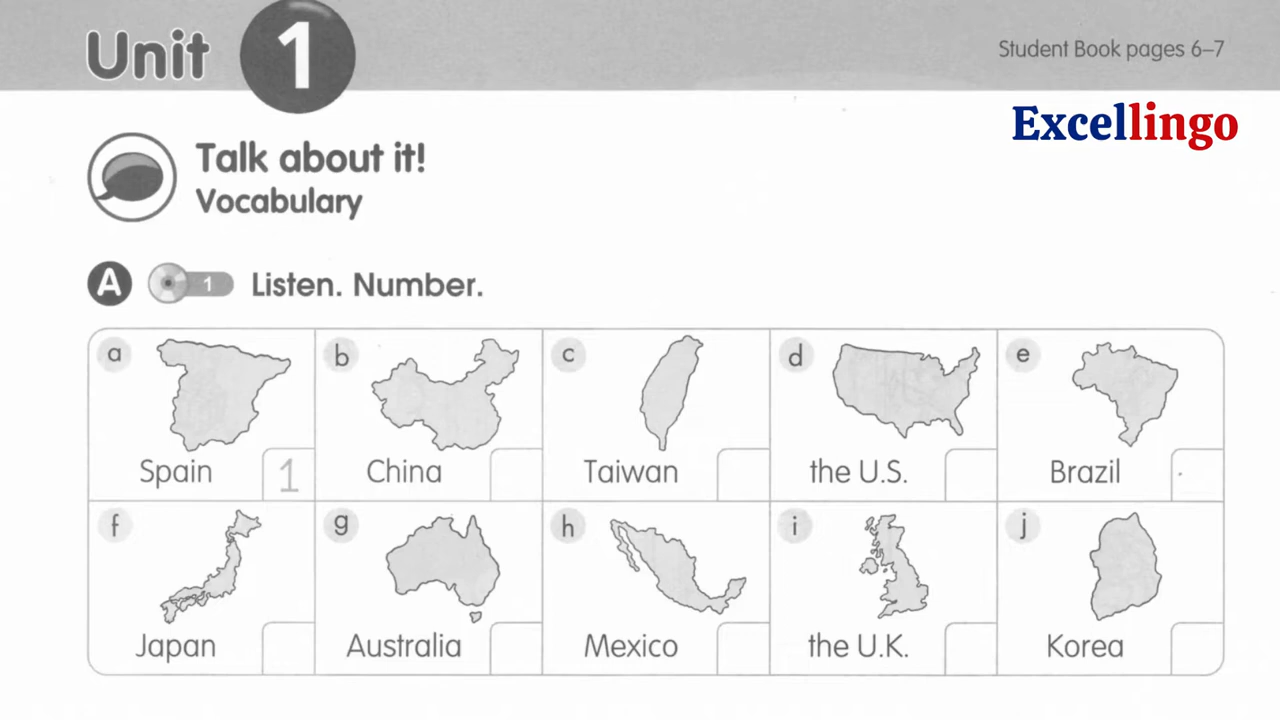 Unit 1
Student Book pages 6–7
Excellingo
Talk about it!
Vocabulary
A 1 Listen. Number.
a b c d e
Spain 1 China Taiwan the U.S. Brazil
f g h i j
Japan Australia Mexico the U.K. Korea